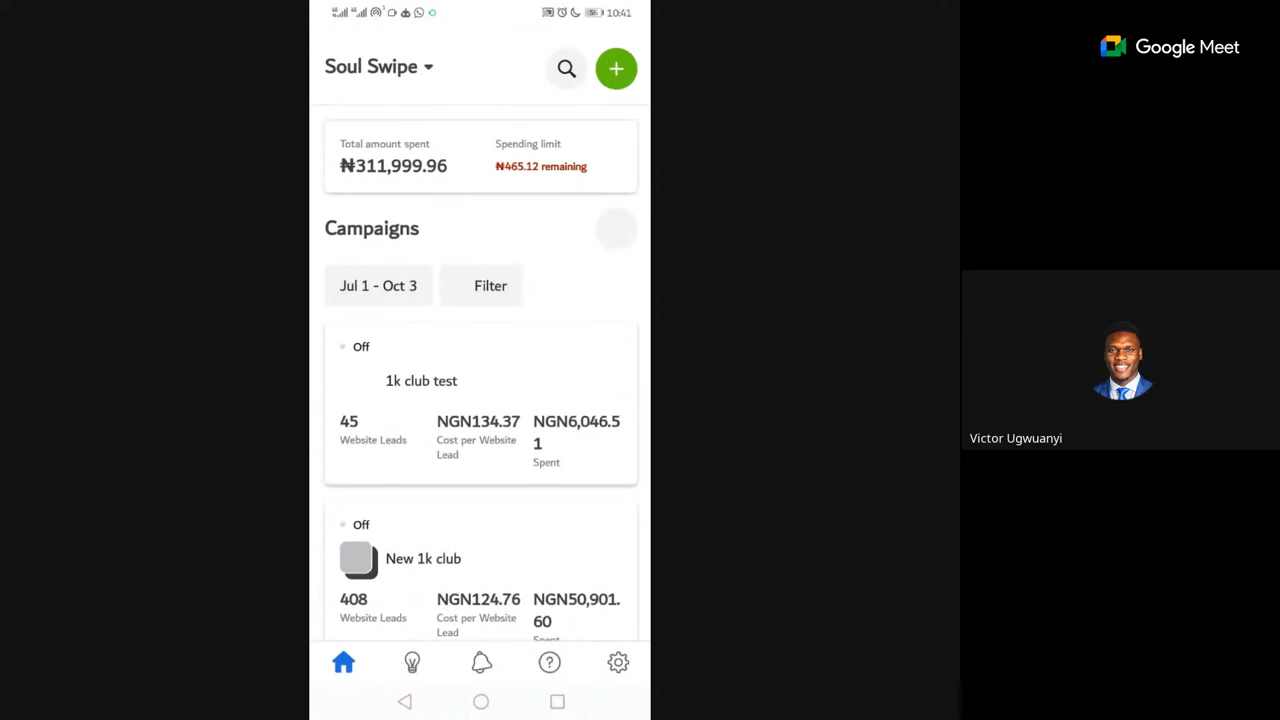 10:41
Google Meet
Soul Swipe
Total amount spent
Spending limit
₦311,999.96
₦465.12 remaining
Campaigns
Jul 1 - Oct 3
Filter
Off
1k club test
45
NGN134.37
NGN6,046.5
1
Website Leads
Cost per Website
Lead
Spent
Victor Ugwuanyi
Off
New 1k club
408
NGN124.76
NGN50,901.
60
Website Leads
Cost per Website
Lead
Spent